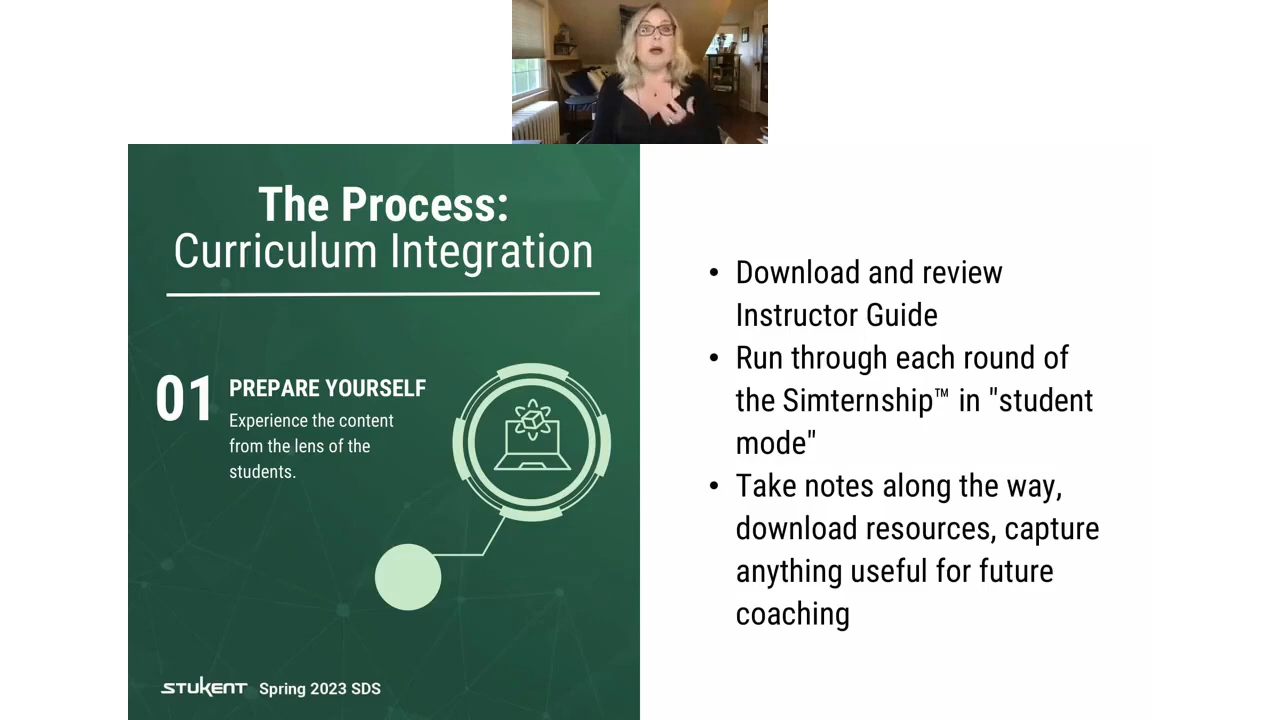 The Process:
Curriculum Integration
01
PREPARE YOURSELF
Experience the content
from the lens of the
students.
STUKENT Spring 2023 SDS
• Download and review
Instructor Guide
• Run through each round of
the Simternship™ in "student
mode"
• Take notes along the way,
download resources, capture
anything useful for future
coaching